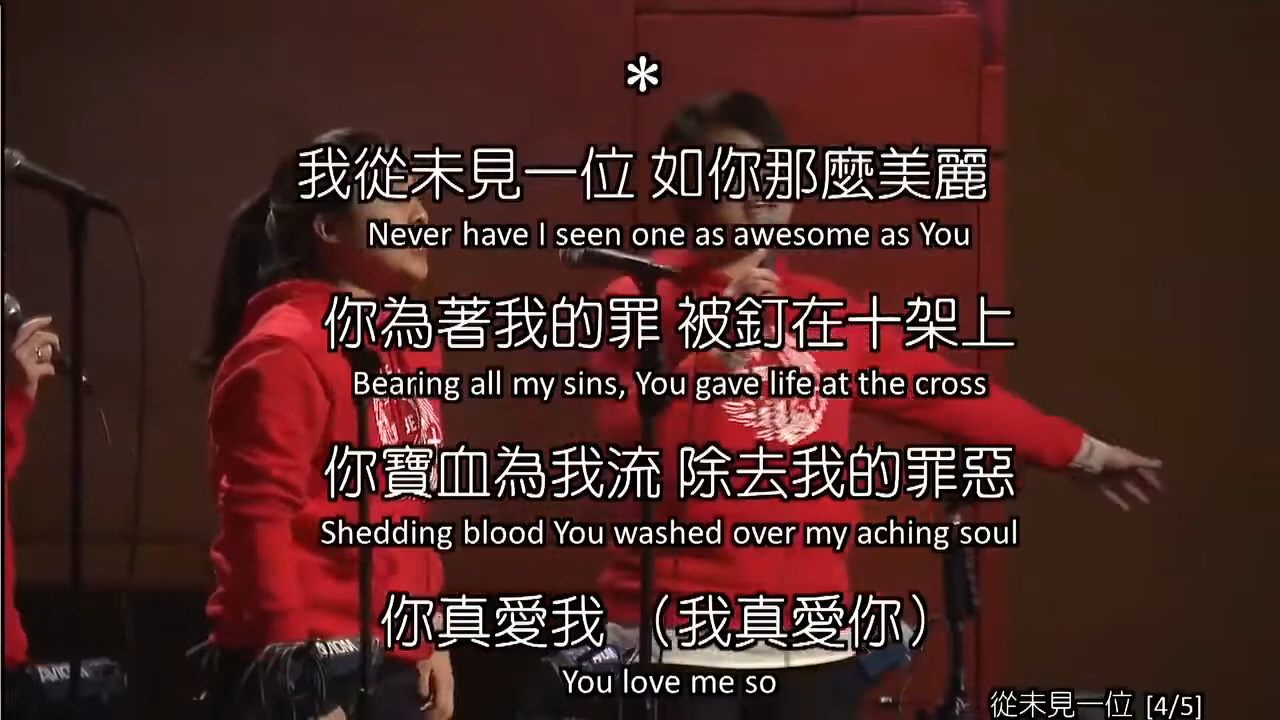 *
我從未見一位 如你那麼美麗
Never have I seen one as awesome as You
你為著我的罪 被釘在十架上
Bearing all my sins, You gave life at the cross
你寶血為我流 除去我的罪惡
Shedding blood You washed over my aching soul
你真愛我 （我真愛你）
You love me so
從未見一位 [4/5]
AVIOM
AVIOM